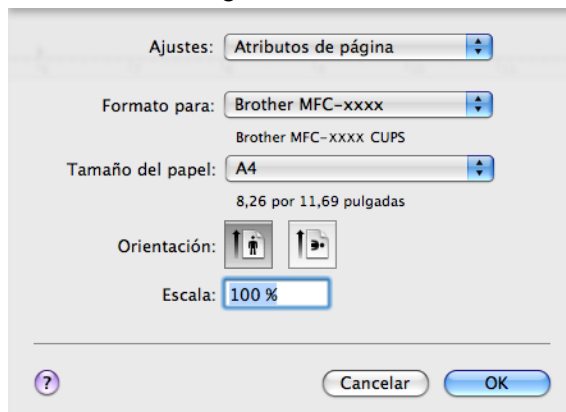 Ajustes: Atributos de página
Formato para: Brother MFC-xxxx
Brother MFC-XXXX CUPS
Tamaño del papel: A4
8,26 por 11,69 pulgadas
Orientación:
Escala: 100 %
? Cancelar OK